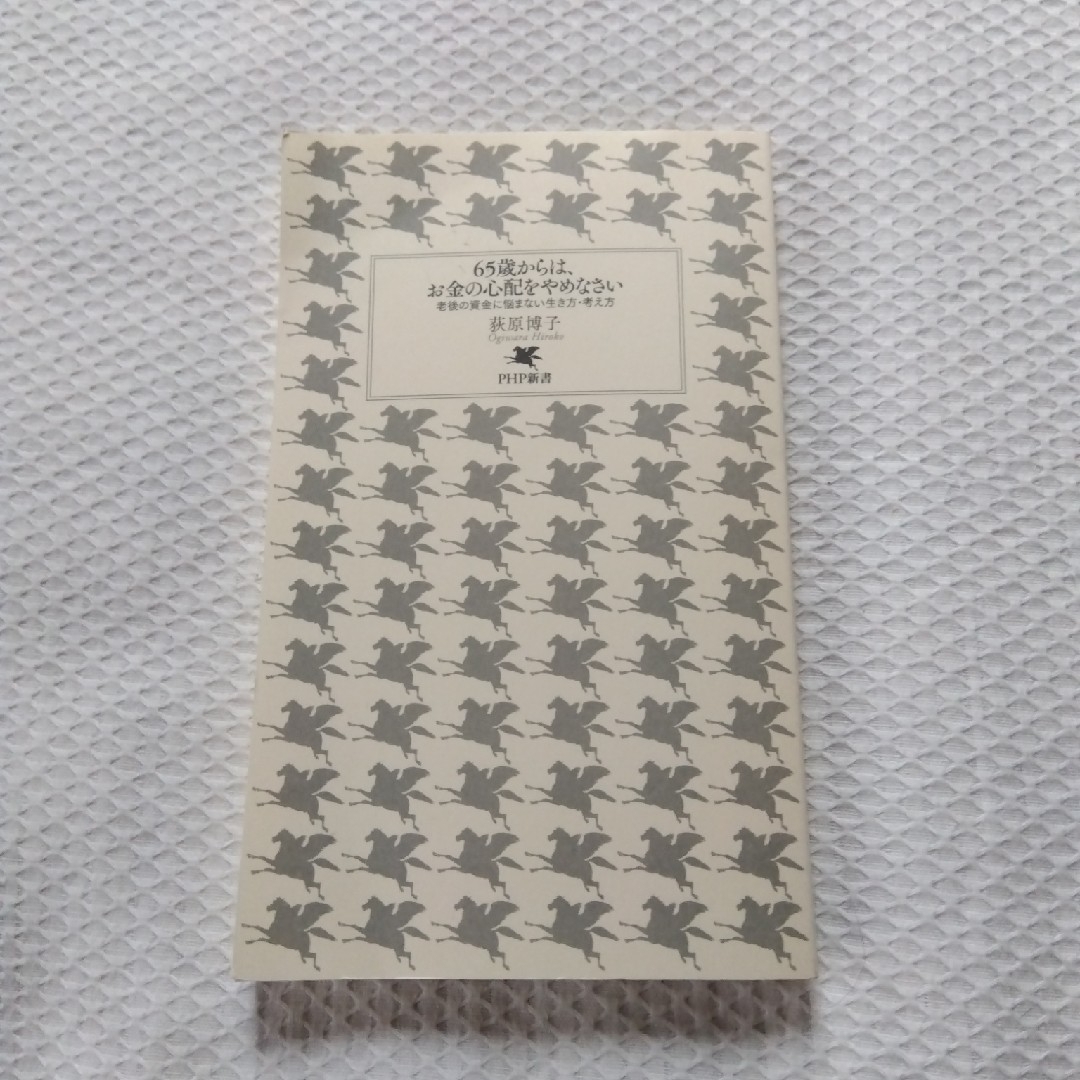 65歳からは、
お金の心配をやめなさい
老後の資金に悩まない生き方・考え方
荻原博子
Ogiwara Hiroko
PHP新書